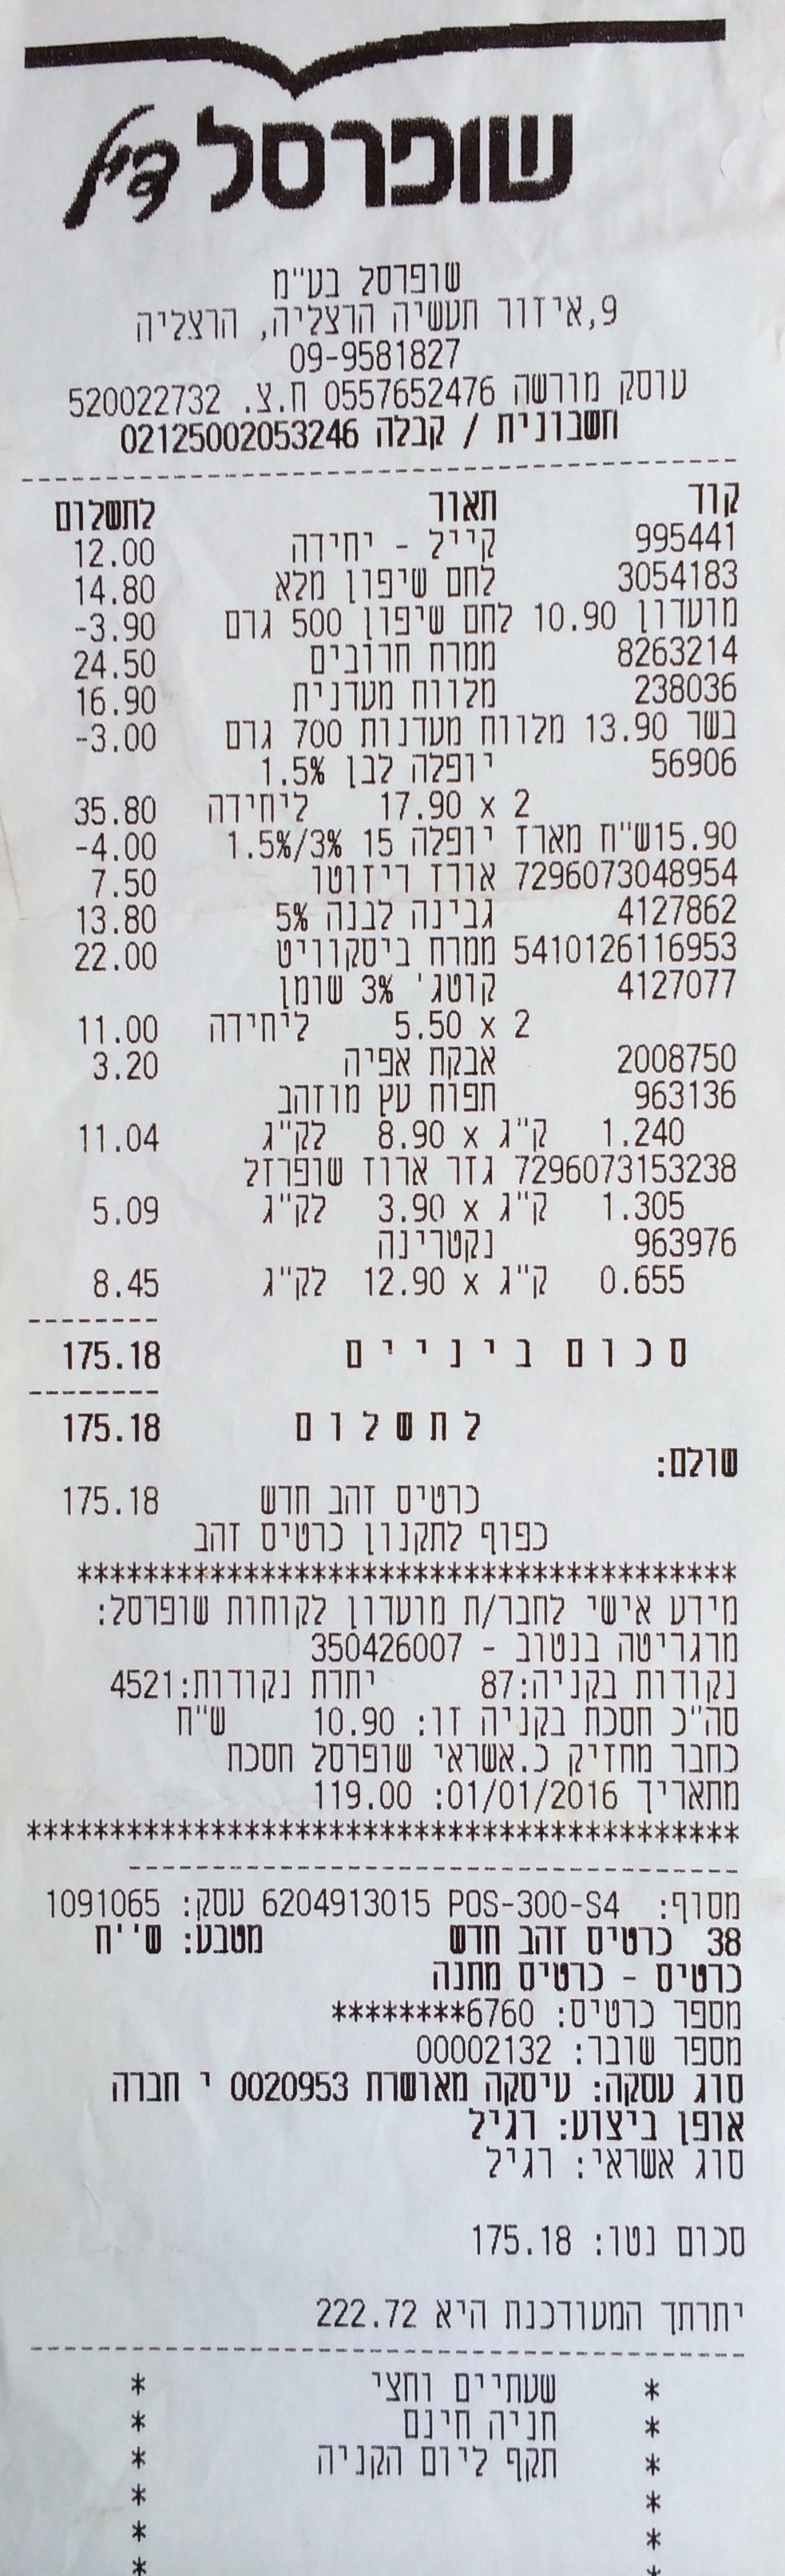 שופרסל דיל
שופרסל בע"מ
9,איזור תעשיה הרצליה, הרצליה
09-9581827
עוסק מורשה 0557652476 ח.צ. 520022732
חשבונית / קבלה 02125002053246
קוד תאור לתשלום
995441 קייל - יחידה 12.00
3054183 לחם שיפון מלא 14.80
מועדון 10.90 לחם שיפון 500 גרם -3.90
8263214 ממרח חרובים 24.50
238036 מלווח מעדנית 16.90
בשר 13.90 מלווח מעדנות 700 גרם -3.00
56906 יופלה לבן 1.5%
2 x 17.90 ליחידה 35.80
15.90ש"ח מארז יופלה 15 1.5%/3% -4.00
7296073048954 אורז ריזוטו 7.50
4127862 גבינה לבנה 5% 13.80
5410126116953 ממרח ביסקוויט 22.00
4127077 קוטג' 3% שומן
2 x 5.50 ליחידה 11.00
2008750 אבקת אפיה 3.20
963136 תפוח עץ מוזהב
1.240 ק"ג x 8.90 לק"ג 11.04
7296073153238 גזר ארוז שופרזל
1.305 ק"ג x 3.90 לק"ג 5.09
963976 נקטרינה
0.655 ק"ג x 12.90 לק"ג 8.45
סכום ביניים 175.18
לתשלום 175.18
שולם:
כרטיס זהב חדש 175.18
כפוף לתקנון כרטיס זהב
****************************************
מידע אישי לחבר/ת מועדון לקוחות שופרסל:
מרגריטה בנטוב - 350426007
נקודות בקניה:87 יתרת נקודות:4521
סה"כ חסכת בקניה זו: 10.90 ש"ח
כחבר מחזיק כ.אשראי שופרסל חסכת
מתאריך 01/01/2016: 119.00
*******************************************
מסוף: 6204913015 POS-300-S4 עסק: 1091065
38 כרטיס זהב חדש מטבע: ש''ח
כרטיס - כרטיס מתנה
מספר כרטיס: 6760********
מספר שובר: 00002132
סוג עסקה: עיסקה מאושרת 0020953 י חברה
אופן ביצוע: רגיל
סוג אשראי: רגיל
סכום נטו: 175.18
יתרתך המעודכנת היא 222.72
* שעתיים וחצי *
* חניה חינם *
* תקף ליום הקניה *
* *
* *
* *